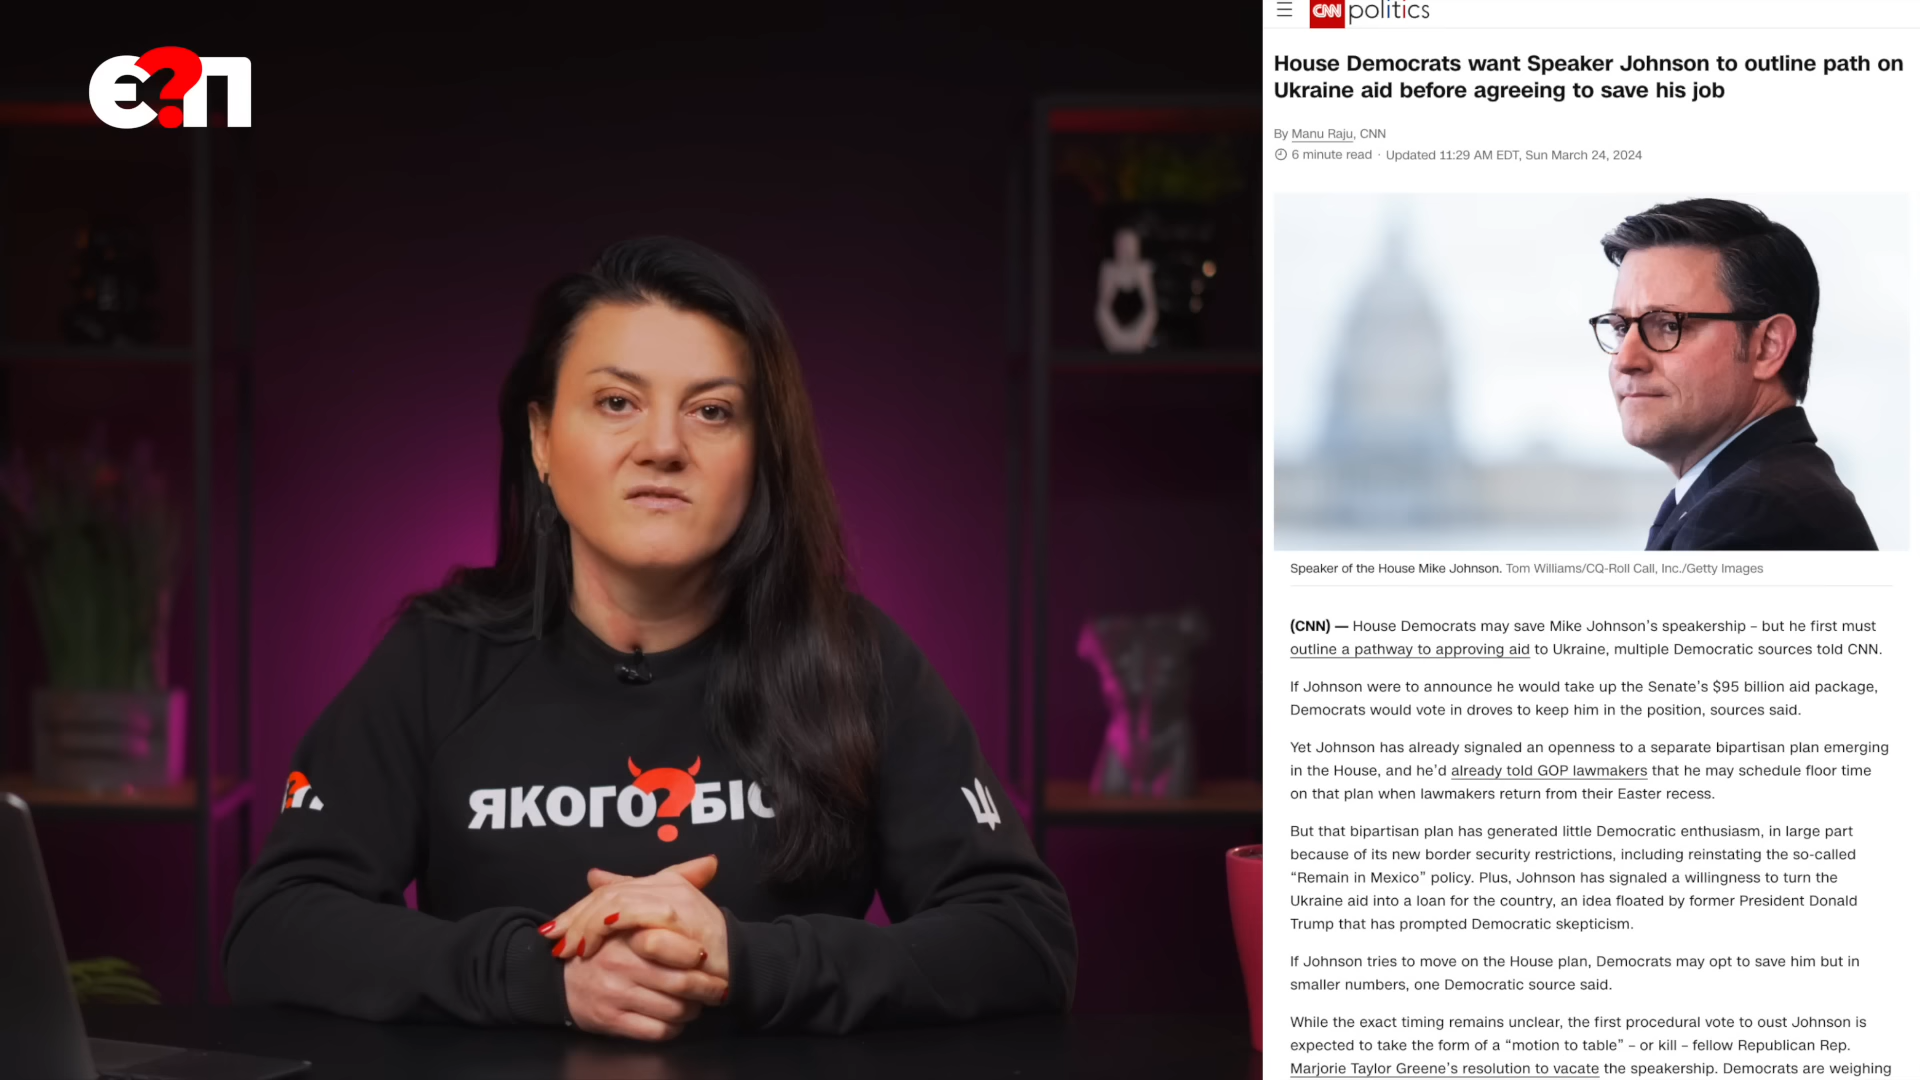 Є?П
ЯКОГО?БІС
CNN politics
House Democrats want Speaker Johnson to outline path on
Ukraine aid before agreeing to save his job
By Manu Raju, CNN
6 minute read · Updated 11:29 AM EDT, Sun March 24, 2024
Speaker of the House Mike Johnson. Tom Williams/CQ-Roll Call, Inc./Getty Images
(CNN) — House Democrats may save Mike Johnson’s speakership – but he first must
outline a pathway to approving aid to Ukraine, multiple Democratic sources told CNN.
If Johnson were to announce he would take up the Senate’s $95 billion aid package,
Democrats would vote in droves to keep him in the position, sources said.
Yet Johnson has already signaled an openness to a separate bipartisan plan emerging
in the House, and he’d already told GOP lawmakers that he may schedule floor time
on that plan when lawmakers return from their Easter recess.
But that bipartisan plan has generated little Democratic enthusiasm, in large part
because of its new border security restrictions, including reinstating the so-called
“Remain in Mexico” policy. Plus, Johnson has signaled a willingness to turn the
Ukraine aid into a loan for the country, an idea floated by former President Donald
Trump that has prompted Democratic skepticism.
If Johnson tries to move on the House plan, Democrats may opt to save him but in
smaller numbers, one Democratic source said.
While the exact timing remains unclear, the first procedural vote to oust Johnson is
expected to take the form of a “motion to table” – or kill – fellow Republican Rep.
Marjorie Taylor Greene’s resolution to vacate the speakership. Democrats are weighing